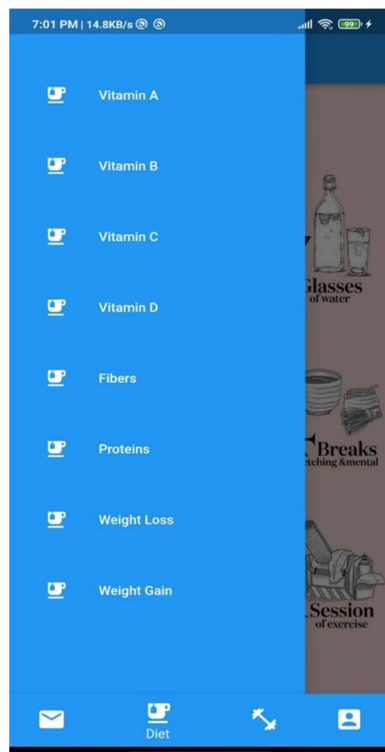 7:01 PM | 14.8KB/s
99
Vitamin A
Vitamin B
Vitamin C
Vitamin D
Fibers
Proteins
Weight Loss
Weight Gain
Glasses
of water
Breaks
&mental
Session
of exercise
Diet